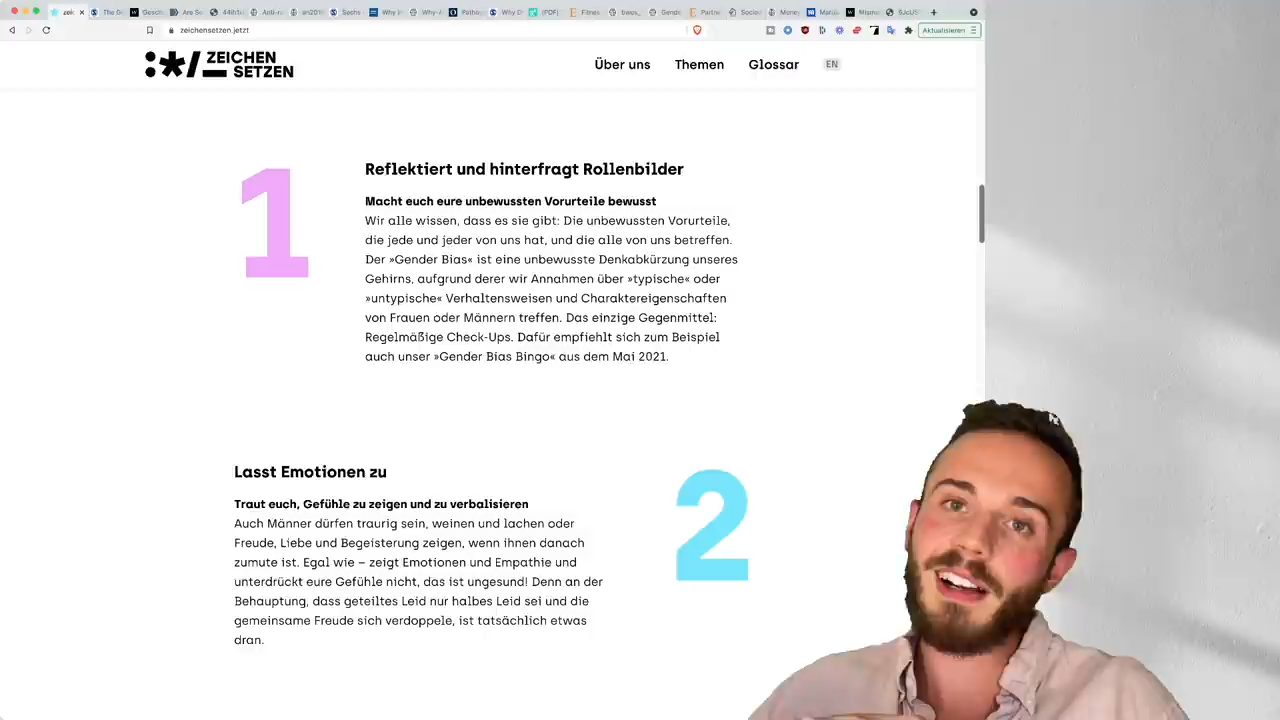 zeichensetzen.jetzt
Aktualisieren
:*/_ ZEICHEN
SETZEN
Über uns
Themen
Glossar
EN
1
Reflektiert und hinterfragt Rollenbilder
Macht euch eure unbewussten Vorurteile bewusst
Wir alle wissen, dass es sie gibt: Die unbewusst Vorurteile,
die jede und jeder von uns hat, und die alle von uns betreffen.
Der »Gender Bias« ist eine unbewusste Denkabkürzung unseres
Gehirns, aufgrund derer wir Annahmen über »typische« oder
»untypische« Verhaltensweisen und Charaktereigenschaften
von Frauen oder Männern treffen. Das einzige Gegenmittel:
Regelmäßige Check-Ups. Dafür empfiehlt sich zum Beispiel
auch unser »Gender Bias Bingo« aus dem Mai 2021.
Lasst Emotionen zu
Traut euch, Gefühle zu zeigen und zu verbalisieren
Auch Männer dürfen traurig sein, weinen und lachen oder
Freude, Liebe und Begeisterung zeigen, wenn ihnen danach
zumute ist. Egal wie – zeigt Emotionen und Empathie und
unterdrückt eure Gefühle nicht, das ist ungesund! Denn an der
Behauptung, dass geteiltes Leid nur halbes Leid sei und die
gemeinsame Freude sich verdoppele, ist tatsächlich etwas
dran.
2